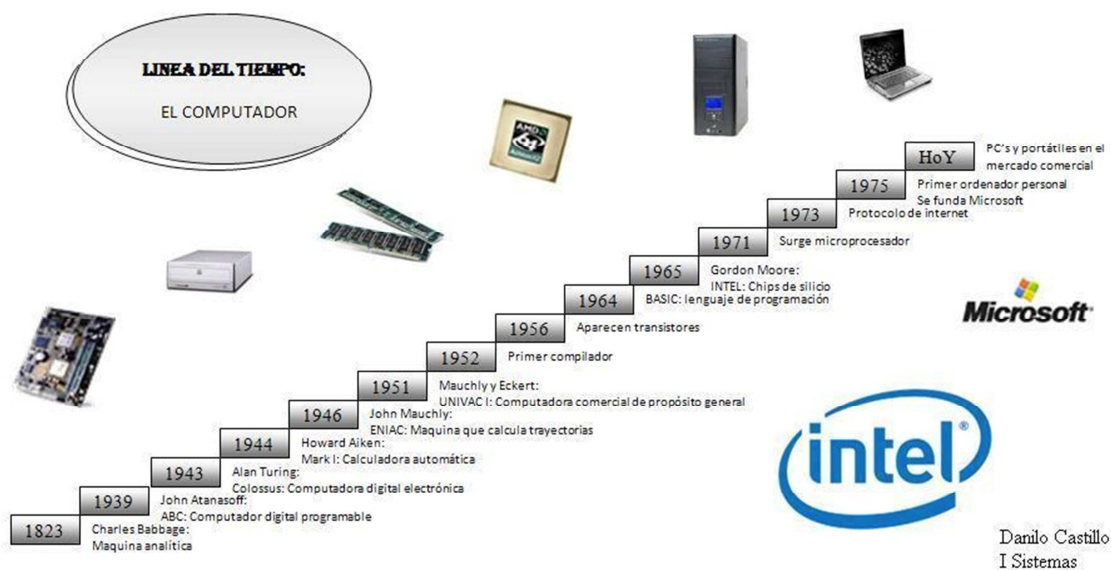 LINEA DEL TIEMPO:
EL COMPUTADOR
AMD
64
HoY
PC's y portátiles en el
mercado comercial
1975
Primer ordenador personal
Se funda Microsoft
1973
Protocolo de internet
1971
Surge microprocesador
1965
Gordon Moore:
INTEL: Chips de silicio
1964
BASIC: lenguaje de programación
1956
Aparecen transistores
1952
Primer compilador
1951
Mauchly y Eckert:
UNIVAC I: Computadora comercial de propósito general
1946
John Mauchly:
ENIAC: Maquina que calcula trayectorias
1944
Howard Aiken:
Mark I: Calculadora automática
1943
Alan Turing:
Colossus: Computadora digital electrónica
1939
John Atanasoff:
ABC: Computador digital programable
1823
Charles Babbage:
Maquina analítica
Microsoft
intel®
Danilo Castillo
I Sistemas